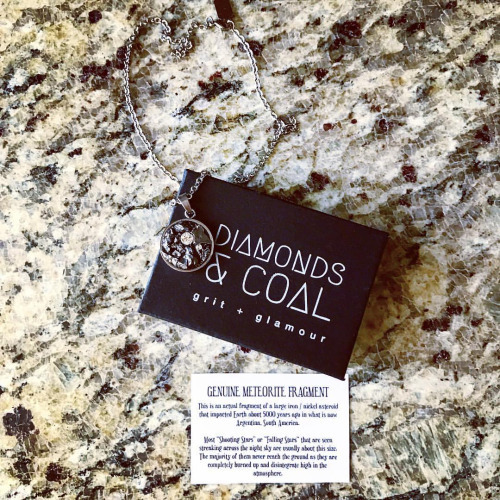 DIAMONDS
& COAL
grit + glamour
GENUINE METEORITE FRAGMENT
This is an actual fragment of a large iron / nickel asteroid
that impacted Earth about 5000 years ago in what is now
Argentina, South America.
Most "Shooting Stars" or "Falling Stars" that are seen
streaking across the night sky are usually about this size.
The majority of them never reach the ground as they are
completely burned up and disintegrate high in the
atmosphere.